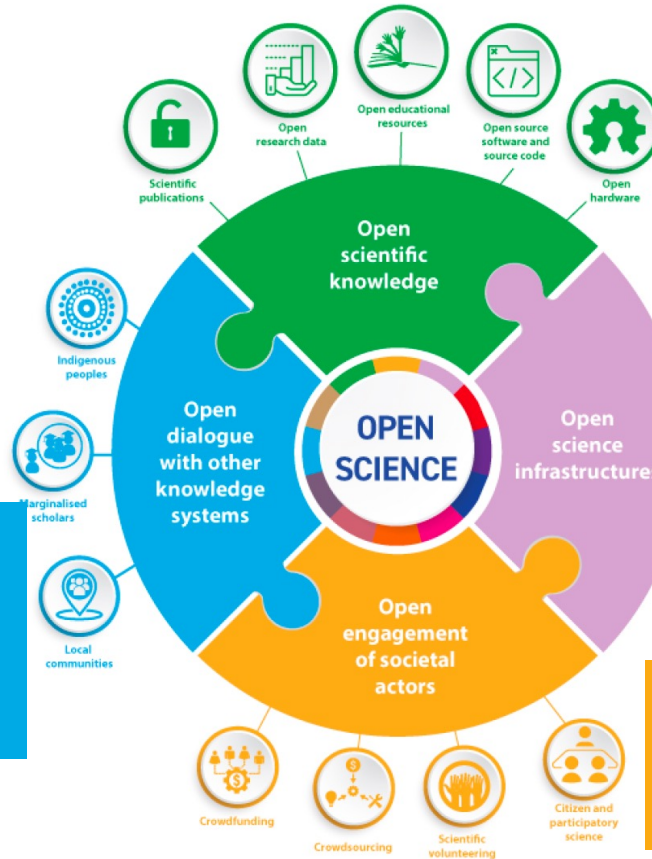 Open educational
resources
Open
research data
Open source
software and
source code
Scientific
publications
Open
hardware
Open
scientific
knowledge
Indigenous
peoples
Open
dialogue
with other
knowledge
systems
OPEN
SCIENCE
Open
science
infrastructures
Marginalised
scholars
Local
communities
Open
engagement
of societal
actors
Crowdfunding
Crowdsourcing
Scientific
volunteering
Citizen and
participatory
science